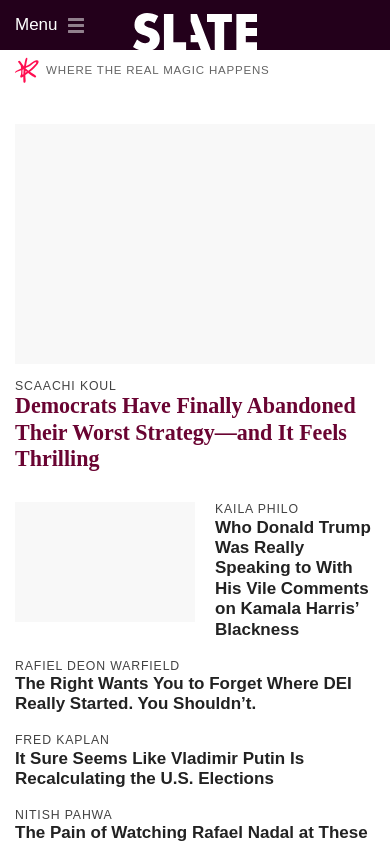 Menu
SLATE
WHERE THE REAL MAGIC HAPPENS
SCAACHI KOUL
Democrats Have Finally Abandoned
Their Worst Strategy—and It Feels
Thrilling
KAILA PHILO
Who Donald Trump
Was Really
Speaking to With
His Vile Comments
on Kamala Harris’
Blackness
RAFIEL DEON WARFIELD
The Right Wants You to Forget Where DEI
Really Started. You Shouldn’t.
FRED KAPLAN
It Sure Seems Like Vladimir Putin Is
Recalculating the U.S. Elections
NITISH PAHWA
The Pain of Watching Rafael Nadal at These